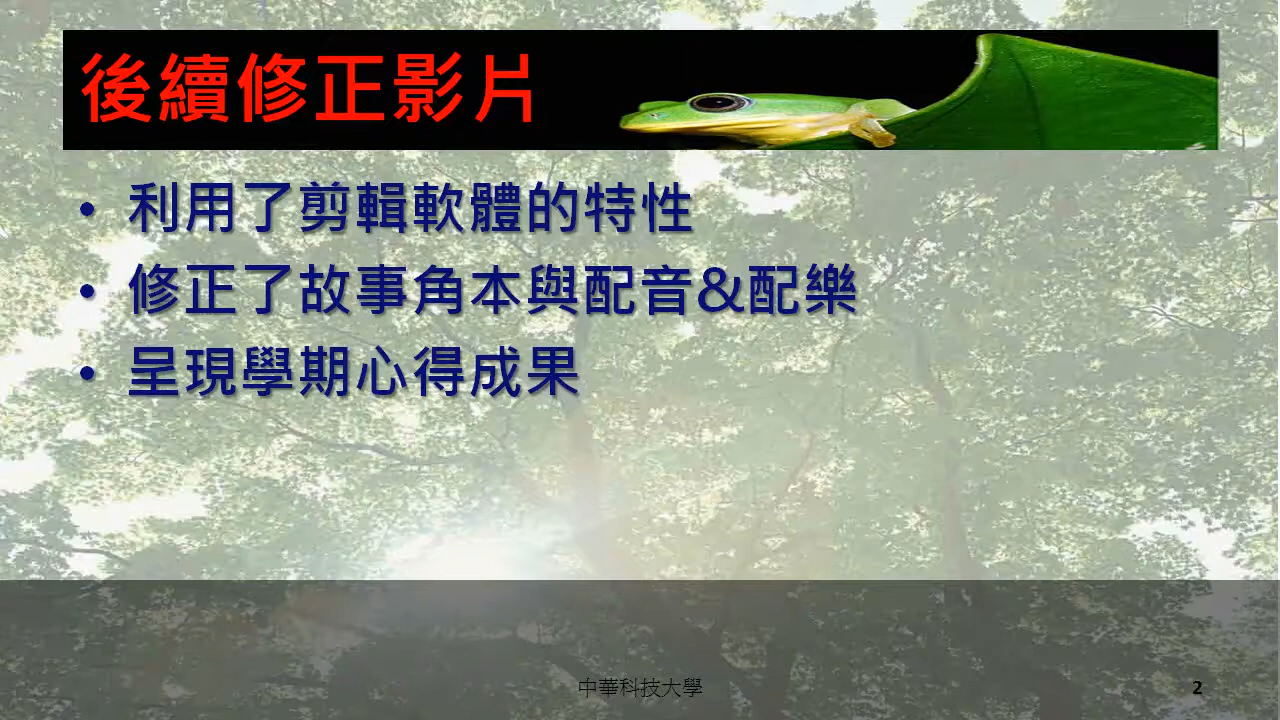 後續修正影片
• 利用了剪輯軟體的特性
• 修正了故事角本與配音&配樂
• 呈現學期心得成果
中華科技大學
2